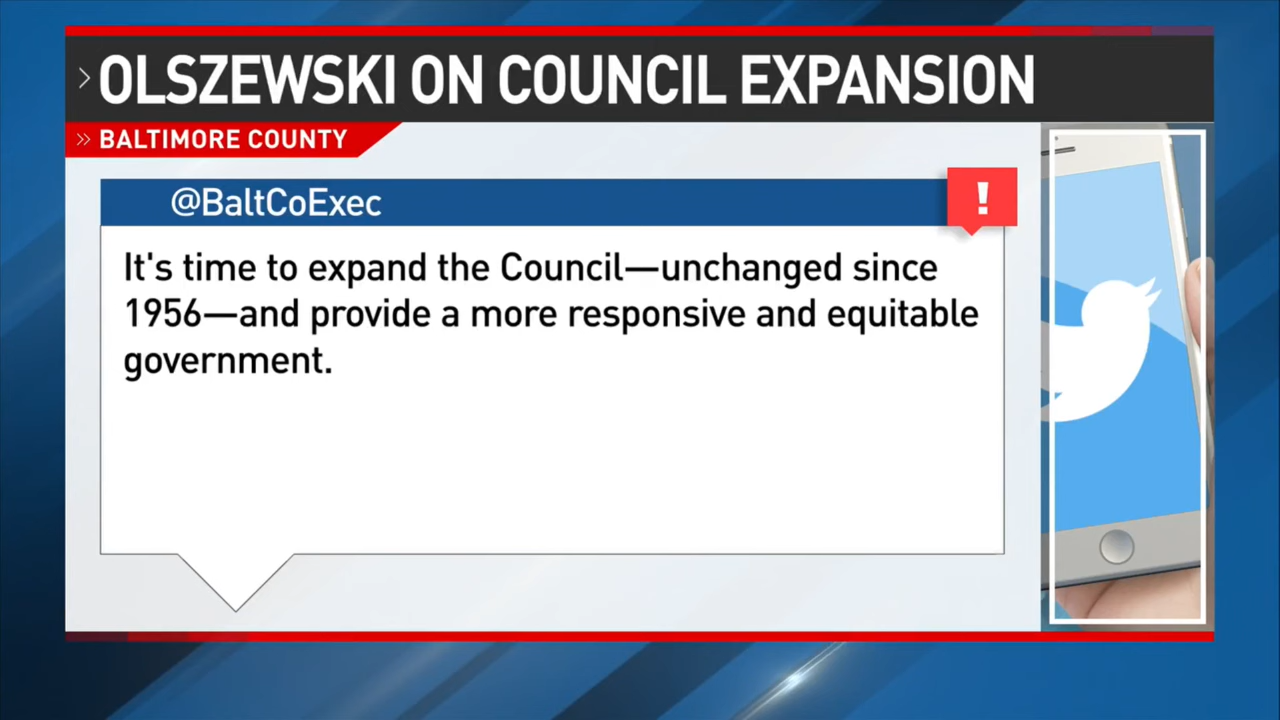 OLSZEWSKI ON COUNCIL EXPANSION
BALTIMORE COUNTY
@BaltCoExec
!
It's time to expand the Council—unchanged since
1956—and provide a more responsive and equitable
government.